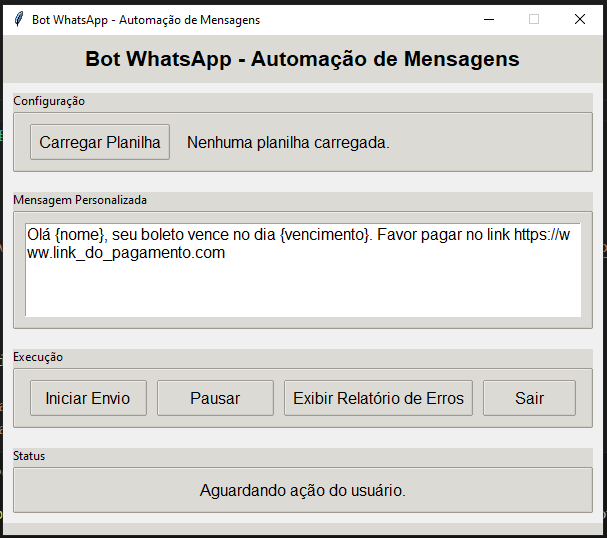 Bot WhatsApp - Automação de Mensagens
Bot WhatsApp - Automação de Mensagens
Configuração
Carregar Planilha Nenhuma planilha carregada.
Mensagem Personalizada
Olá {nome}, seu boleto vence no dia {vencimento}. Favor pagar no link https://w
ww.link_do_pagamento.com
Execução
Iniciar Envio Pausar Exibir Relatório de Erros Sair
Status
Aguardando ação do usuário.